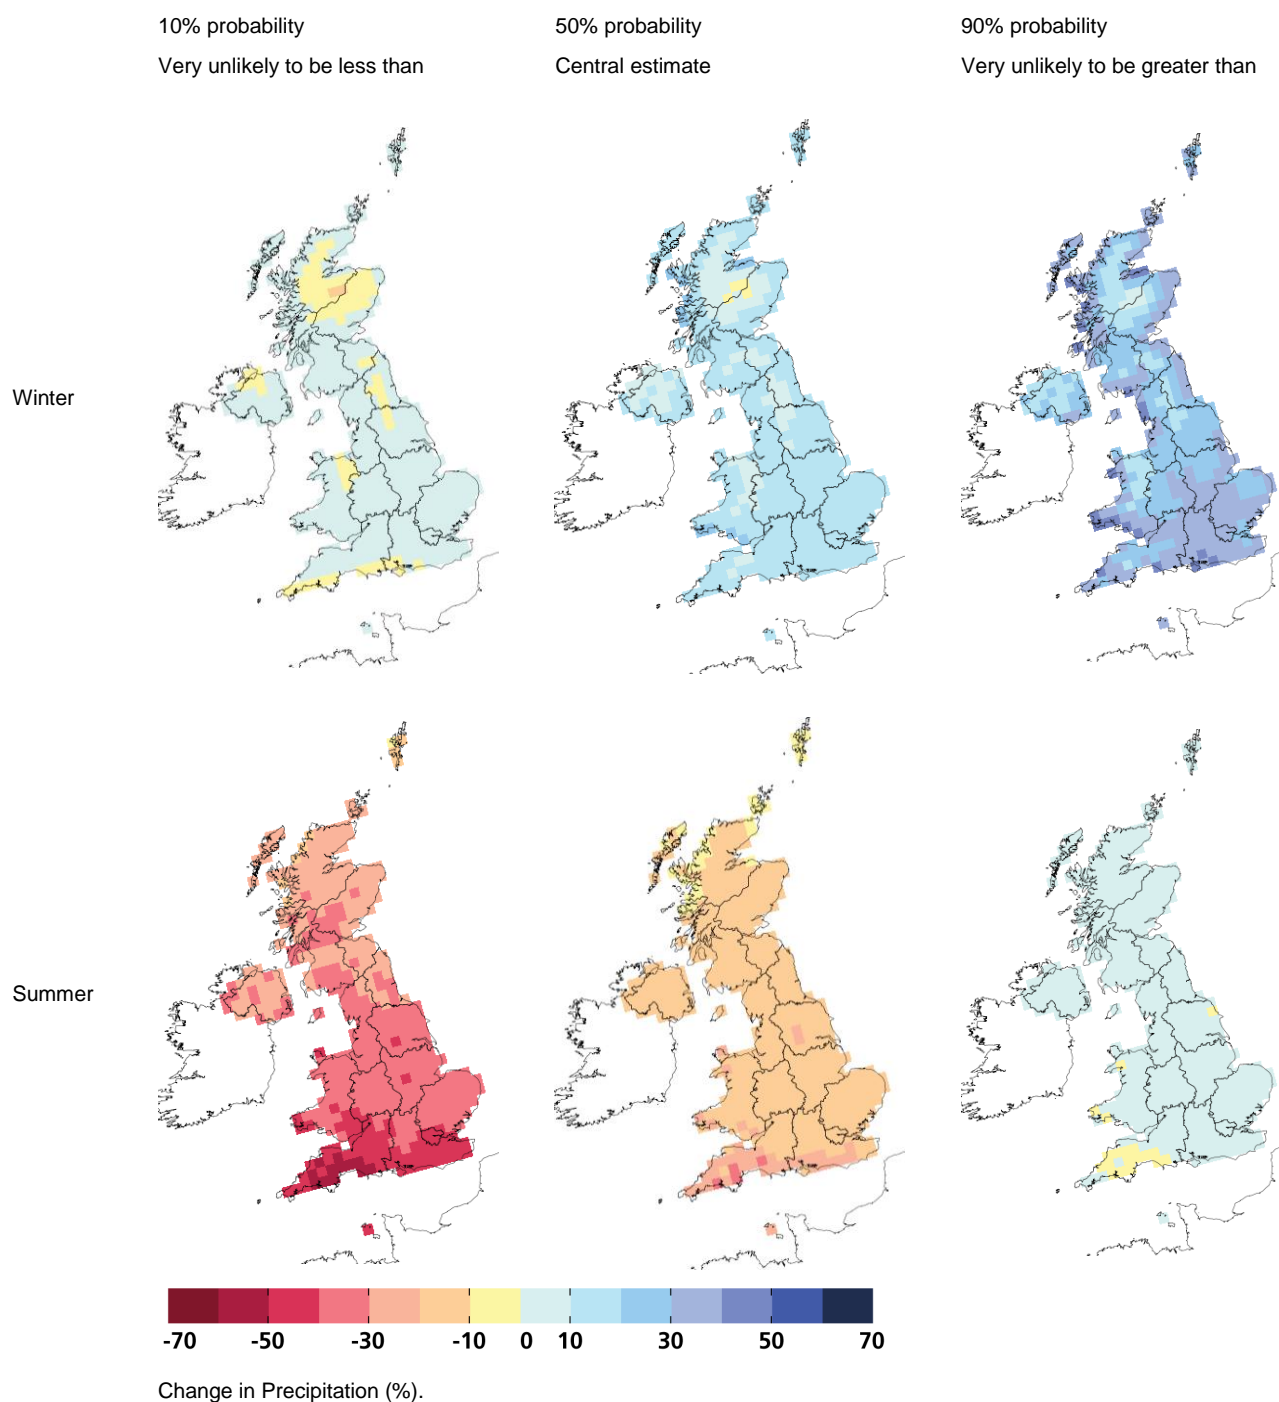 10% probability
50% probability
90% probability
Very unlikely to be less than
Central estimate
Very unlikely to be greater than
Winter
Summer
-70 -50 -30 -10 0 10 30 50 70
Change in Precipitation (%).